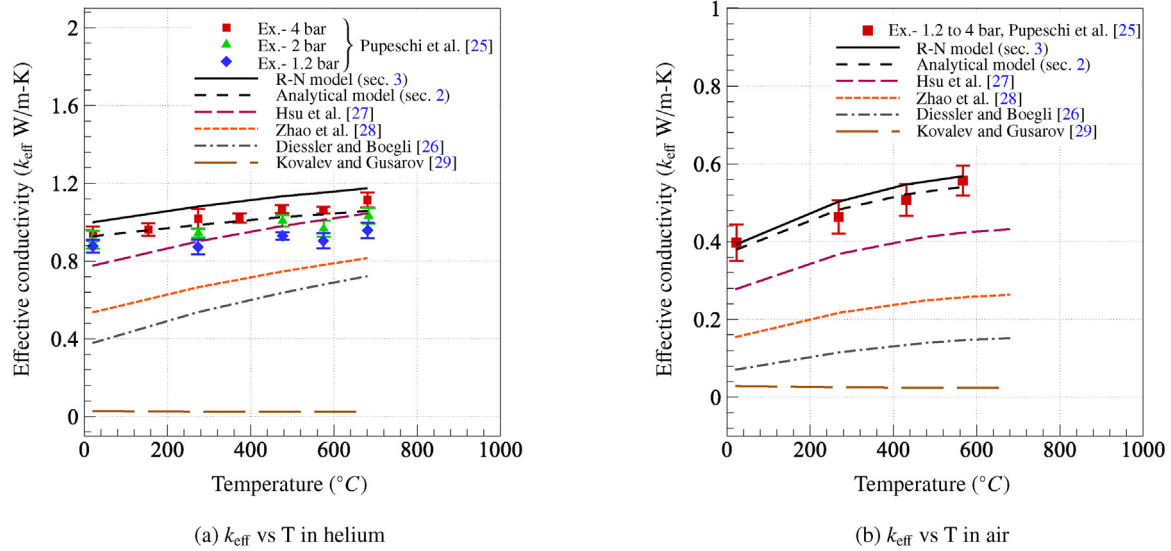 2
1.6
1.2
0.8
0.4
0
Effective conductivity (k_eff W/m-K)
Ex.- 4 bar
Ex.- 2 bar
Ex.- 1.2 bar
Pupeschi et al. [25]
R-N model (sec. 3)
Analytical model (sec. 2)
Hsu et al. [27]
Zhao et al. [28]
Diessler and Boegli [26]
Kovalev and Gusarov [29]
0 200 400 600 800 1000
Temperature (°C)
(a) k_eff vs T in helium
1
0.8
0.6
0.4
0.2
0
Effective conductivity (k_eff W/m-K)
Ex.- 1.2 to 4 bar, Pupeschi et al. [25]
R-N model (sec. 3)
Analytical model (sec. 2)
Hsu et al. [27]
Zhao et al. [28]
Diessler and Boegli [26]
Kovalev and Gusarov [29]
0 200 400 600 800 1000
Temperature (°C)
(b) k_eff vs T in air